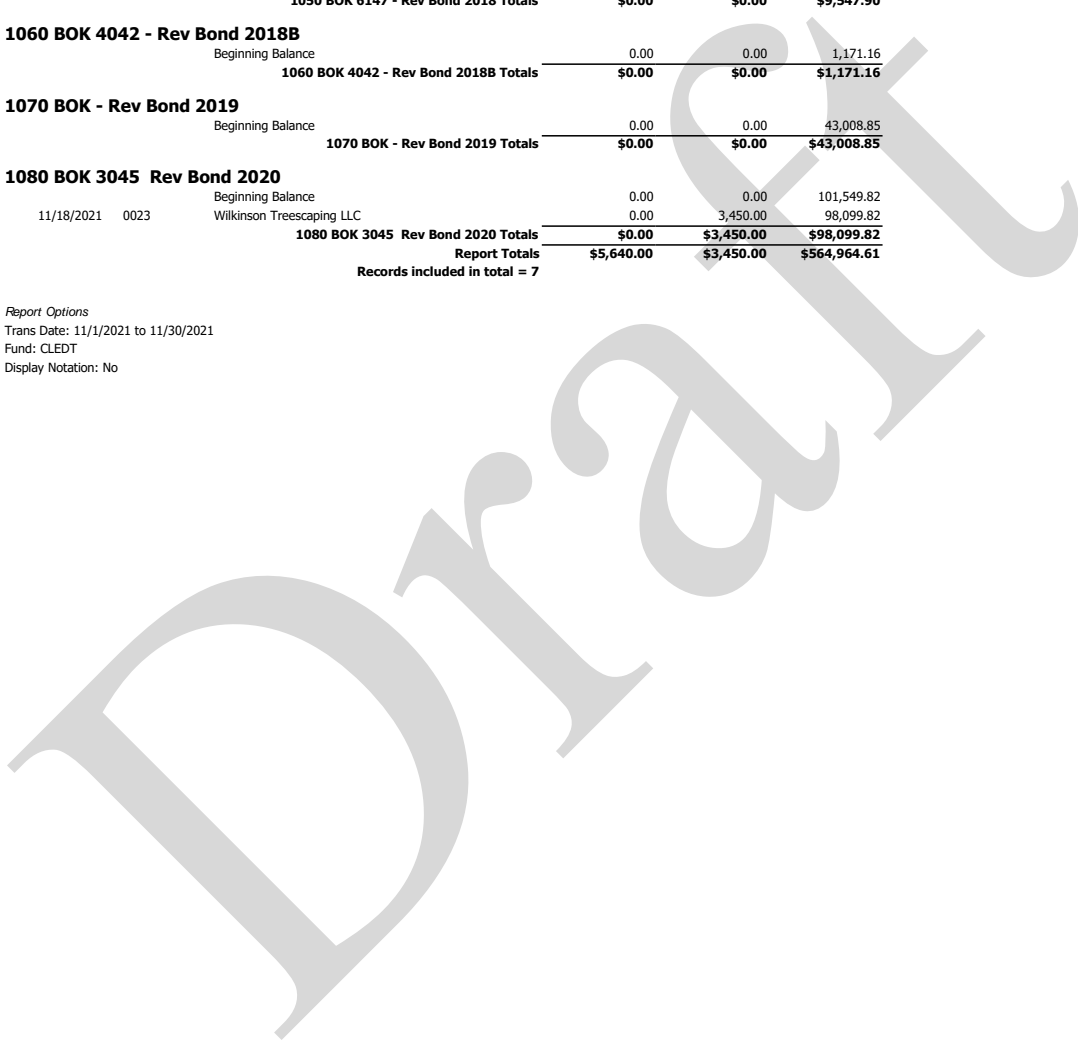 1050 BOK 6147 - Rev Bond 2018 Totals $0.00 $0.00 $9,547.90
1060 BOK 4042 - Rev Bond 2018B
Beginning Balance 0.00 0.00 1,171.16
1060 BOK 4042 - Rev Bond 2018B Totals $0.00 $0.00 $1,171.16
1070 BOK - Rev Bond 2019
Beginning Balance 0.00 0.00 43,008.85
1070 BOK - Rev Bond 2019 Totals $0.00 $0.00 $43,008.85
1080 BOK 3045 Rev Bond 2020
Beginning Balance 0.00 0.00 101,549.82
11/18/2021 0023 Wilkinson Treescaping LLC 0.00 3,450.00 98,099.82
1080 BOK 3045 Rev Bond 2020 Totals $0.00 $3,450.00 $98,099.82
Report Totals $5,640.00 $3,450.00 $564,964.61
Records included in total = 7
Report Options
Trans Date: 11/1/2021 to 11/30/2021
Fund: CLEDT
Display Notation: No
Draft